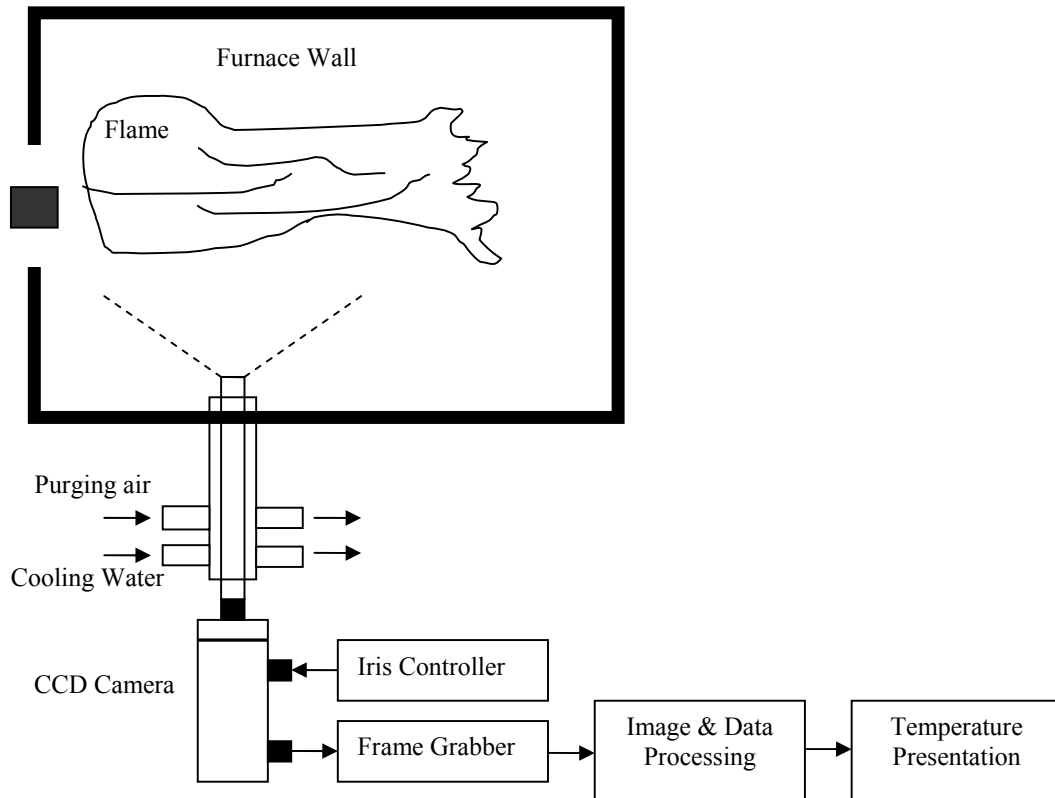 Furnace Wall
Flame
Purging air
Cooling Water
CCD Camera
Iris Controller
Frame Grabber
Image & Data
Processing
Temperature
Presentation